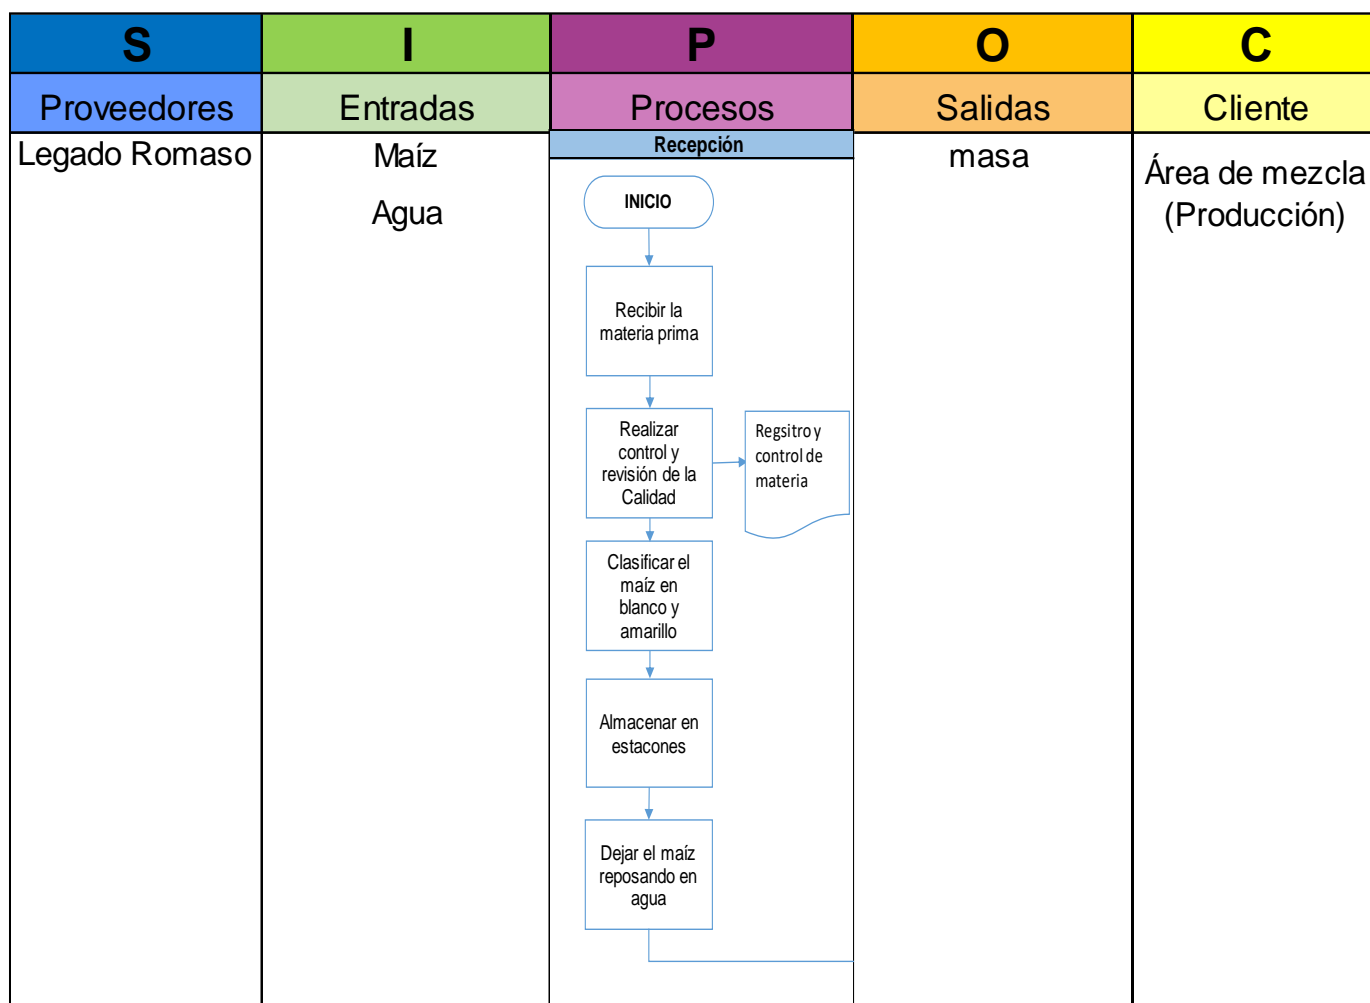 S
I
P
O
C
Proveedores
Entradas
Procesos
Salidas
Cliente
Legado Romaso
Maíz
Agua
Recepción
INICIO
Recibir la
materia prima
Realizar
control y
revisión de la
Calidad
Regsitro y
control de
materia
Clasificar el
maíz en
blanco y
amarillo
Almacenar en
estacones
Dejar el maíz
reposando en
agua
masa
Área de mezcla
(Producción)